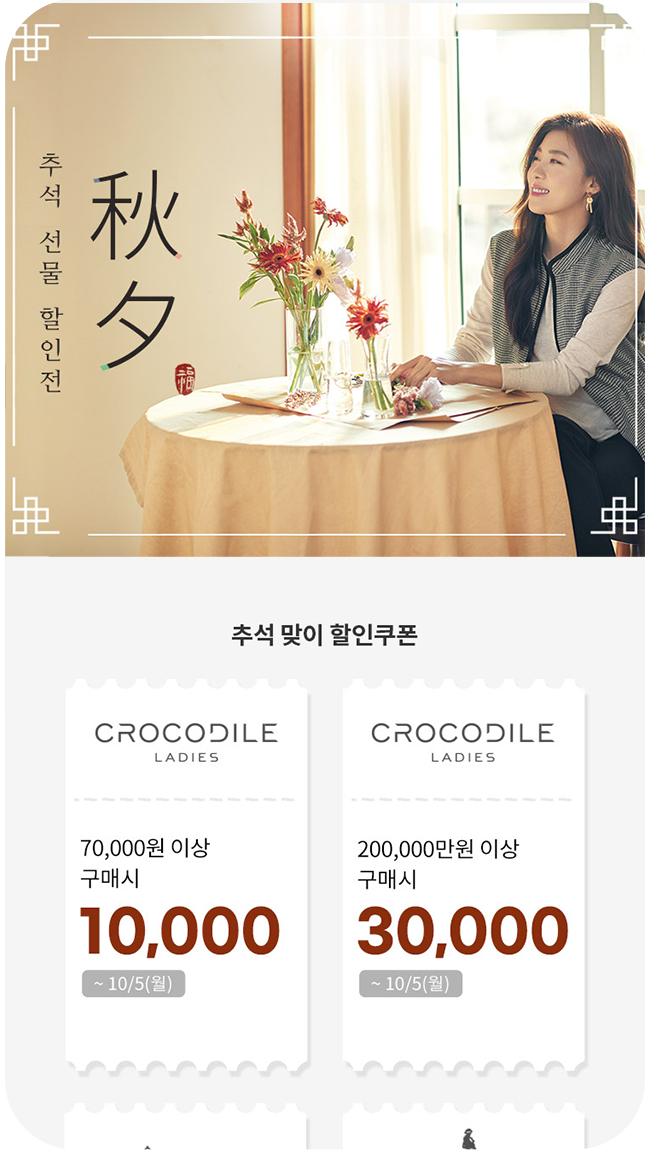 추석 선물 할인전
秋夕
福
추석 맞이 할인쿠폰
CROCODILE
LADIES
70,000원 이상
구매시
10,000
~ 10/5(월)
CROCODILE
LADIES
200,000만원 이상
구매시
30,000
~ 10/5(월)